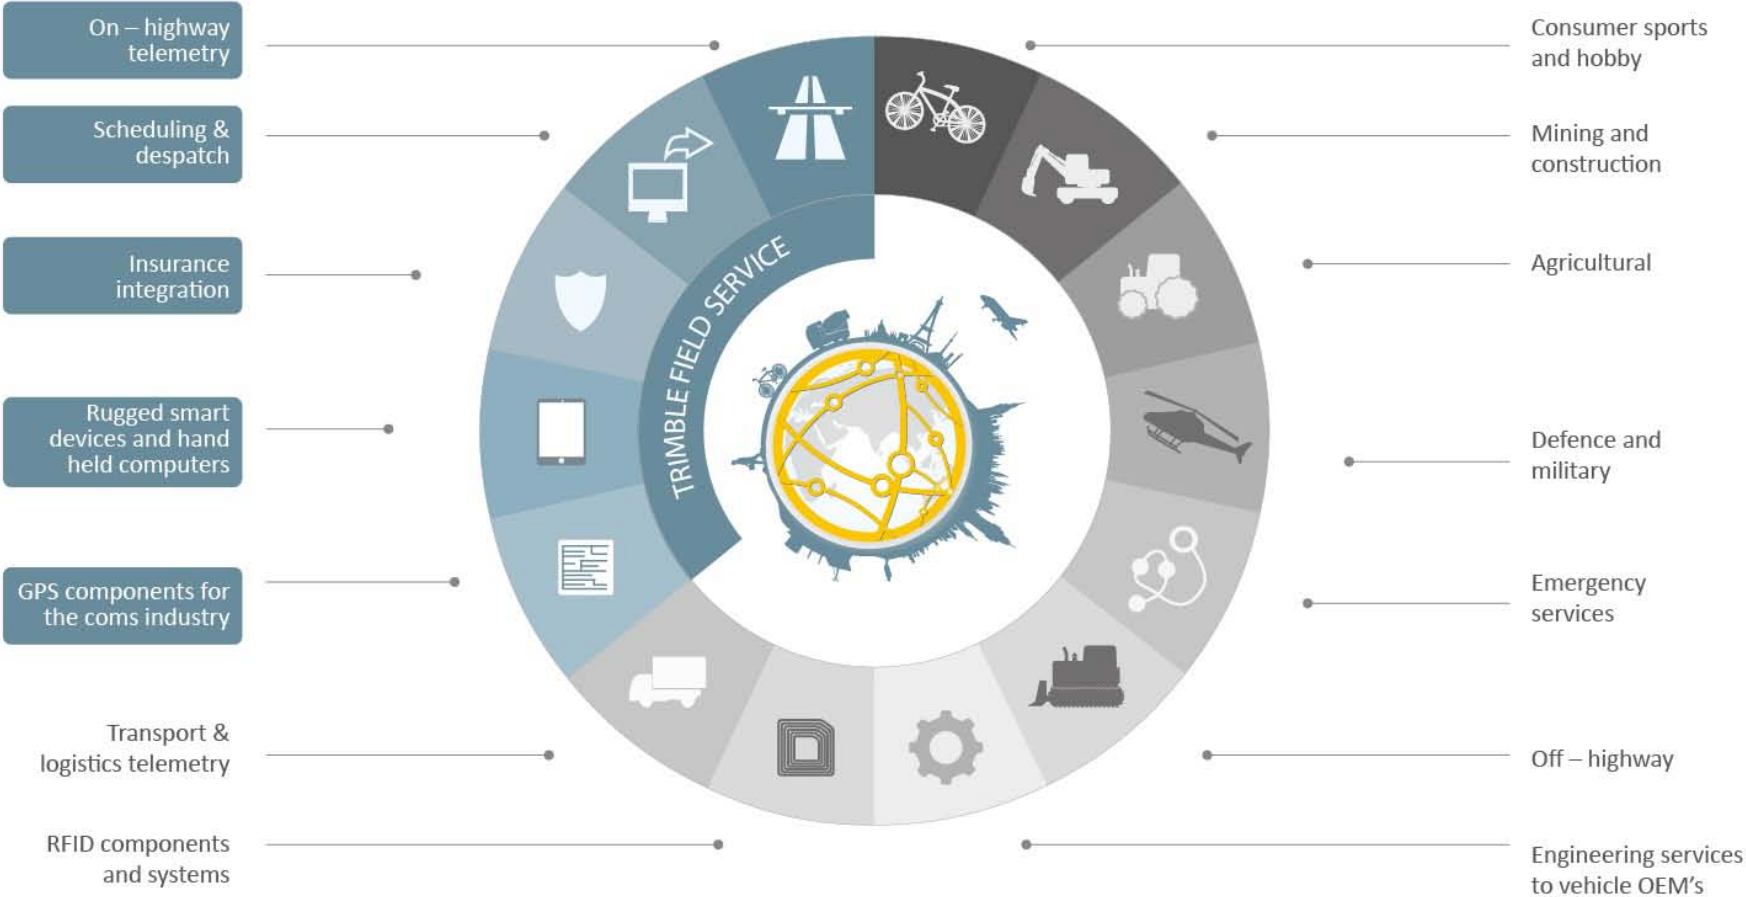 On – highway
telemetry
Scheduling &
despatch
Insurance
integration
Rugged smart
devices and hand
held computers
GPS components for
the coms industry
Transport &
logistics telemetry
RFID components
and systems
TRIMBLE FIELD SERVICE
Consumer sports
and hobby
Mining and
construction
Agricultural
Defence and
military
Emergency
services
Off – highway
Engineering services
to vehicle OEM’s